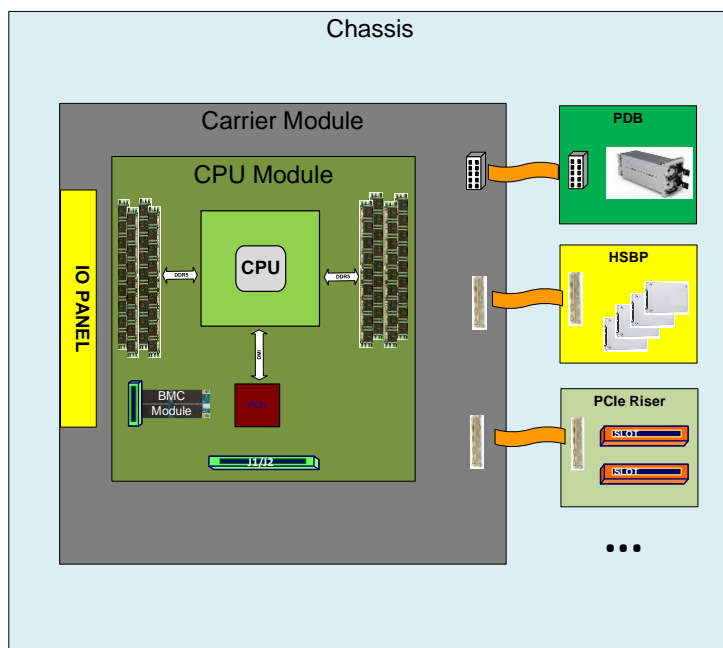 Chassis
Carrier Module
PDB
CPU Module
IO PANEL
CPU
DDR5
DDR5
HSBP
DMI
BMC
Module
PCH
PCIe Riser
SLOT
SLOT
J1/J2
...